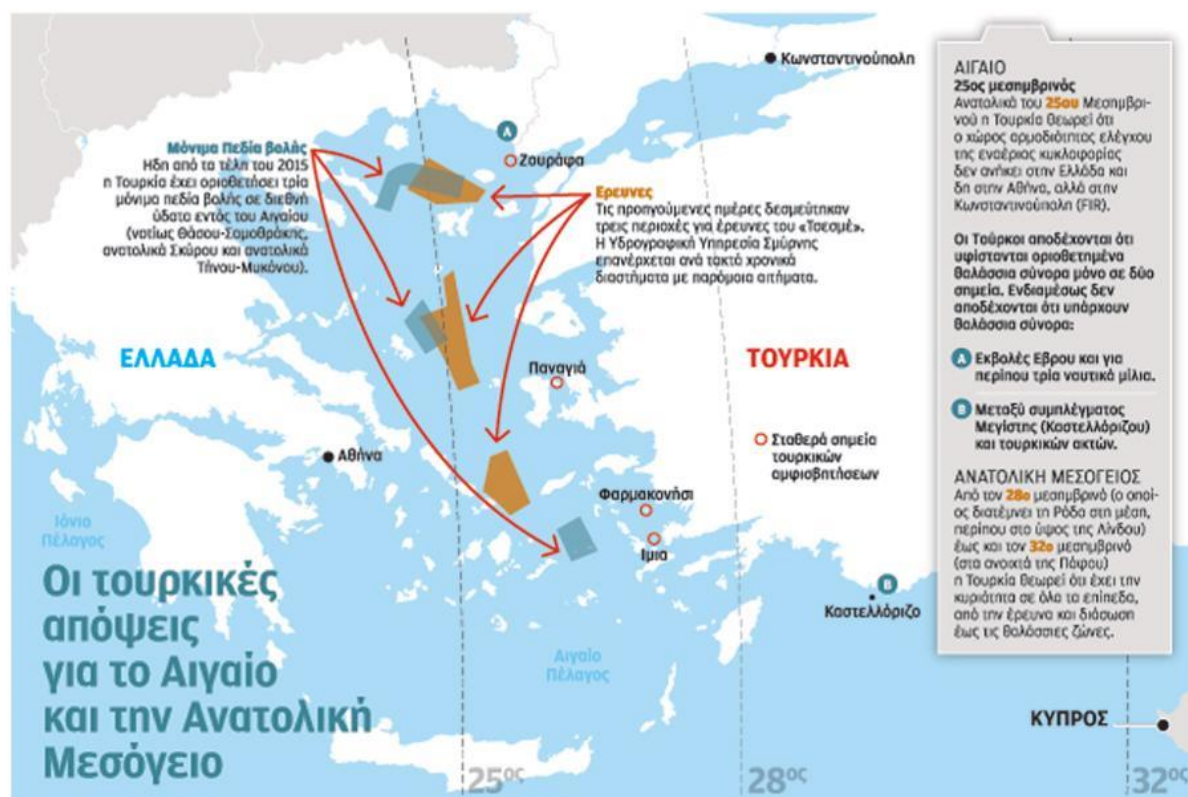 Κωνσταντινούπολη
Ζουράφα
Μόνιμα Πεδία βολής
Ηδη από τα τέλη του 2015
η Τουρκία έχει οριοθετήσει τρία
μόνιμα πεδία βολής σε διεθνή
ύδατα εντός του Αιγαίου
(νοτίως Θάσου-Σαμοθράκης,
ανατολικά Σκύρου και ανατολικά
Τήνου-Μυκόνου).
Ερευνες
Τις προηγούμενες ημέρες δεσμεύτηκαν
τρεις περιοχές για έρευνες του «Τσεσμέ».
Η Υδρογραφική Υπηρεσία Σμύρνης
επανέρχεται ανά τακτά χρονικά
διαστήματα με παρόμοια αιτήματα.
ΕΛΛΑΔΑ
ΤΟΥΡΚΙΑ
Παναγιά
Αθήνα
Σταθερά σημεία
τουρκικών
αμφισβητήσεων
Φαρμακονήσι
Ιμια
Α
Β
Καστελλόριζο
Ιόνιο
Πέλαγος
Αιγαίο
Πέλαγος
Οι τουρκικές
απόψεις
για το Αιγαίο
και την Ανατολική
Μεσόγειο
25ος
28ος
32ος
ΚΥΠΡΟΣ
ΑΙΓΑΙΟ
25ος μεσημβρινός
Ανατολικά του 25ου Μεσημβρι-
νού η Τουρκία θεωρεί ότι
ο χώρος αρμοδιότητας ελέγχου
της εναέριας κυκλοφορίας
δεν ανήκει στην Ελλάδα και
δη στην Αθήνα, αλλά στην
Κωνσταντινούπολη (FIR).
Οι Τούρκοι αποδέχονται ότι
υφίστανται οριοθετημένα
θαλάσσια σύνορα μόνο σε δύο
σημεία. Ενδιαμέσως δεν
αποδέχονται ότι υπάρχουν
θαλάσσια σύνορα:
Α Εκβολές Εβρου και για
περίπου τρία ναυτικά μίλια.
Β Μεταξύ συμπλέγματος
Μεγίστης (Καστελλόριζου)
και τουρκικών ακτών.
ΑΝΑΤΟΛΙΚΗ ΜΕΣΟΓΕΙΟΣ
Από τον 28ο μεσημβρινό (ο οποί-
ος διατέμνει τη Ρόδο στη μέση,
περίπου στο ύψος της Λίνδου)
έως και τον 32ο μεσημβρινό
(στα ανοιχτά της Πάφου)
η Τουρκία θεωρεί ότι έχει την
κυριότητα σε όλα τα επίπεδα,
από την έρευνα και διάσωση
έως τις θαλάσσιες ζώνες.